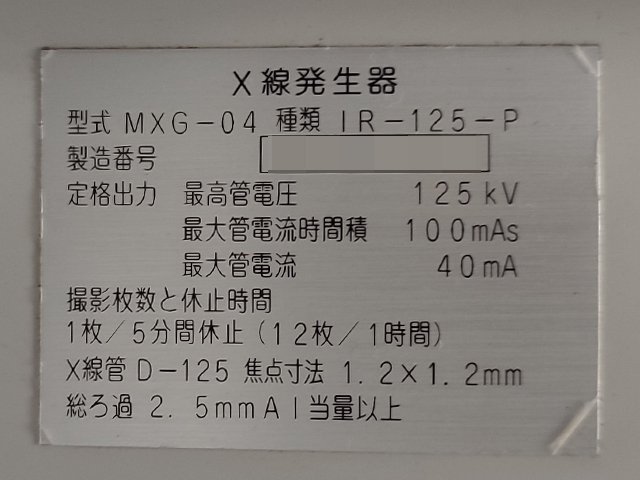 X線発生器
型式 MXG-04 種類 IR-125-P
製造番号
定格出力 最高管電圧 125kV
最大管電流時間積 100mAs
最大管電流 40mA
撮影枚数と休止時間
1枚/5分間休止(12枚/1時間)
X線管 D-125 焦点寸法 1.2×1.2mm
総ろ過 2.5mmAl当量以上